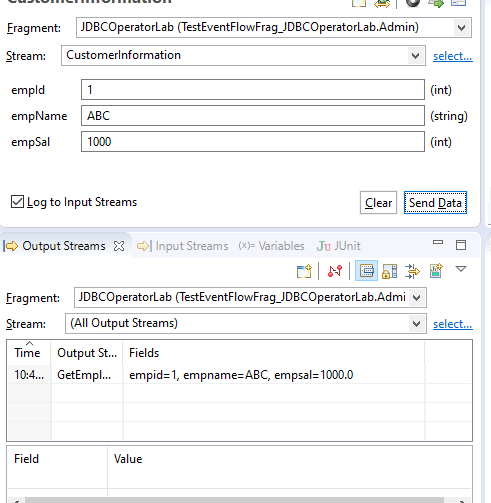 CustomerInformation
Fragment: JDBCOperatorLab (TestEventFlowFrag_JDBCOperatorLab.Admin)
Stream: CustomerInformation select...
empId 1 (int)
empName ABC (string)
empSal 1000 (int)
Log to Input Streams Clear Send Data
Output Streams Input Streams (x)= Variables JU JUnit
Fragment: JDBCOperatorLab (TestEventFlowFrag_JDBCOperatorLab.Admi
Stream: (All Output Streams) select...
Time Output St... Fields
10:4... GetEmpl... empid=1, empname=ABC, empsal=1000.0
Field Value